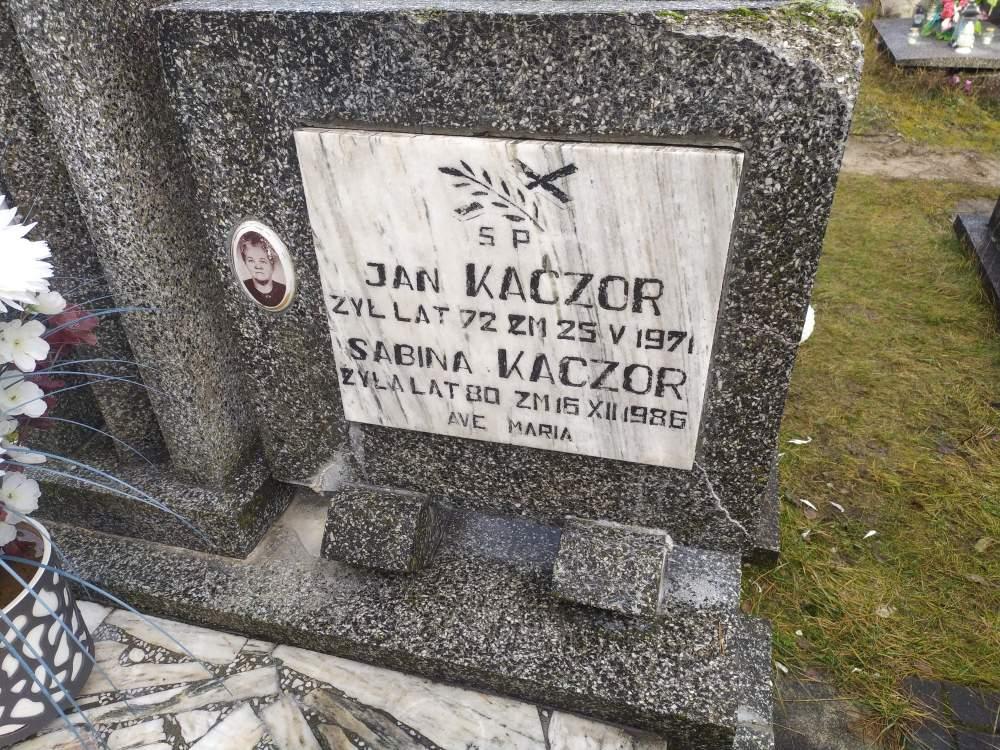 S P
JAN KACZOR
ŻYŁ LAT 72 ZM 25 V 1971
SABINA KACZOR
ŻYŁA LAT 80 ZM 16 XII 1986
AVE MARIA